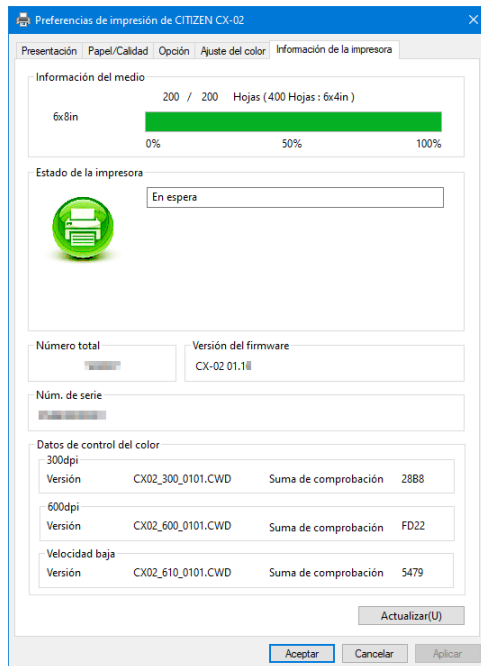 Preferencias de impresión de CITIZEN CX-02
Presentación Papel/Calidad Opción Ajuste del color Información de la impresora
Información del medio
200 / 200 Hojas ( 400 Hojas : 6x4in )
6x8in
0% 50% 100%
Estado de la impresora
En espera
Número total Versión del firmware
CX-02
Núm. de serie
Datos de control del color
300dpi
Versión CX02_300_0101.CWD Suma de comprobación 28B8
600dpi
Versión CX02_600_0101.CWD Suma de comprobación FD22
Velocidad baja
Versión CX02_610_0101.CWD Suma de comprobación 5479
Actualizar(U)
Aceptar Cancelar Aplicar